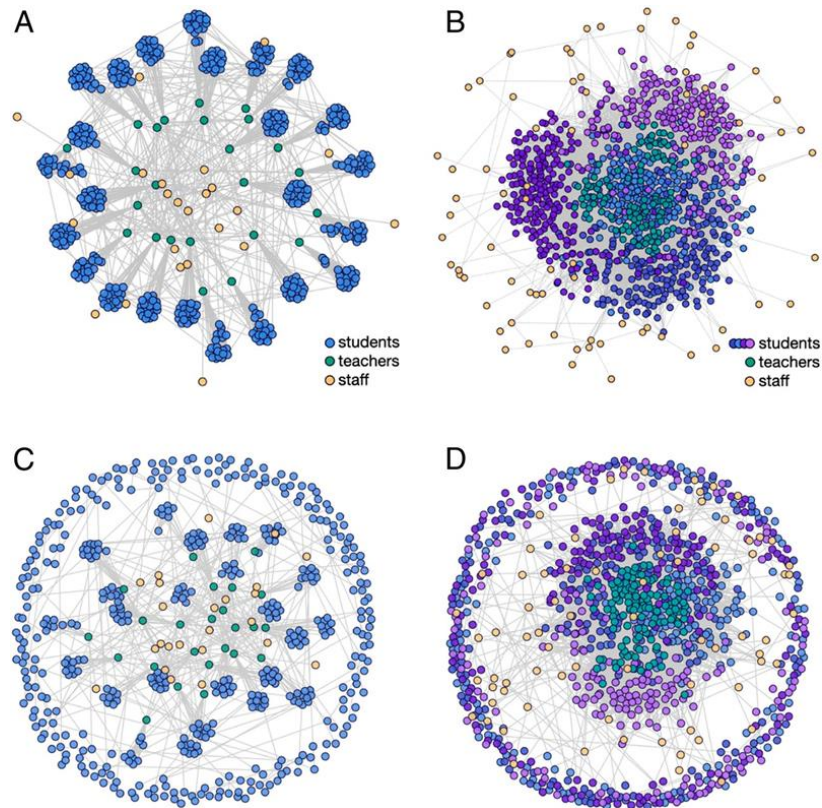 A
B
students
teachers
staff
students
teachers
staff
C
D